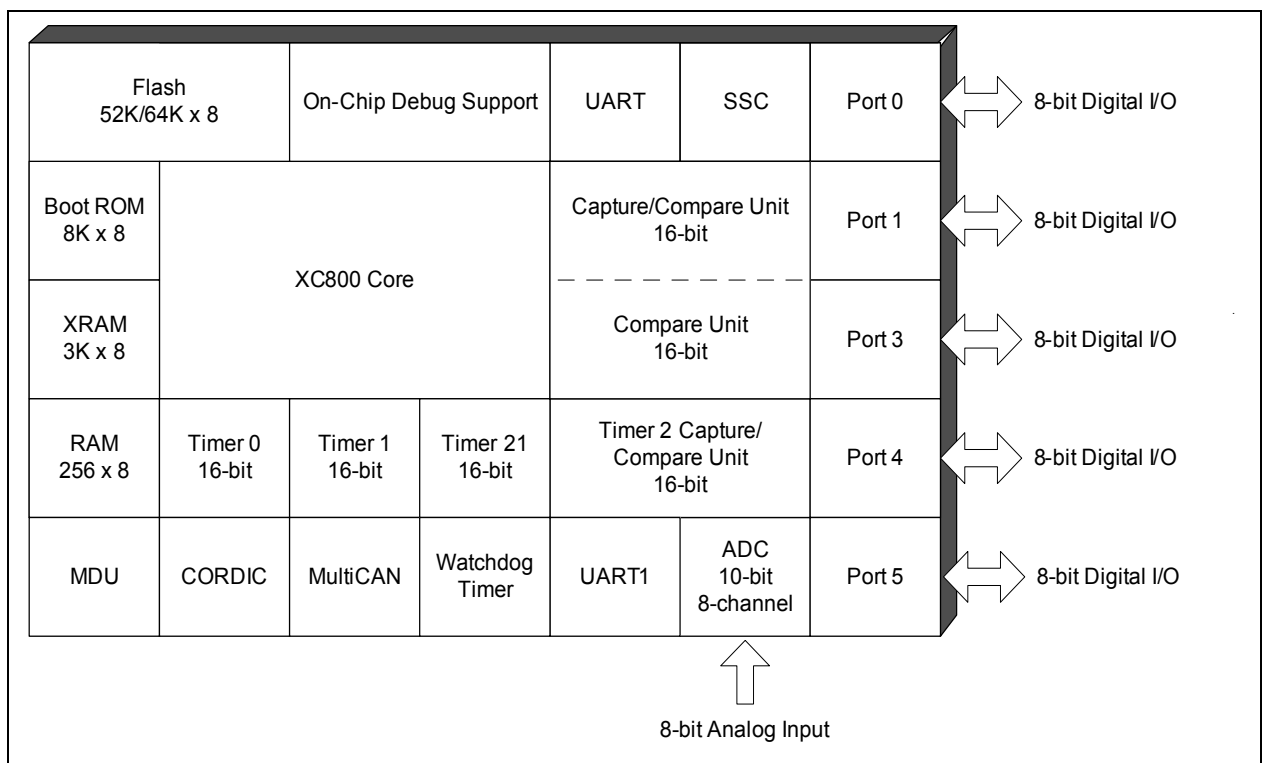 Flash
52K/64K x 8
On-Chip Debug Support
UART
SSC
Port 0
8-bit Digital I/O
Boot ROM
8K x 8
XC800 Core
Capture/Compare Unit
16-bit
Port 1
8-bit Digital I/O
XRAM
3K x 8
Compare Unit
16-bit
Port 3
8-bit Digital I/O
RAM
256 x 8
Timer 0
16-bit
Timer 1
16-bit
Timer 21
16-bit
Timer 2 Capture/
Compare Unit
16-bit
Port 4
8-bit Digital I/O
MDU
CORDIC
MultiCAN
Watchdog
Timer
UART1
ADC
10-bit
8-channel
Port 5
8-bit Digital I/O
8-bit Analog Input